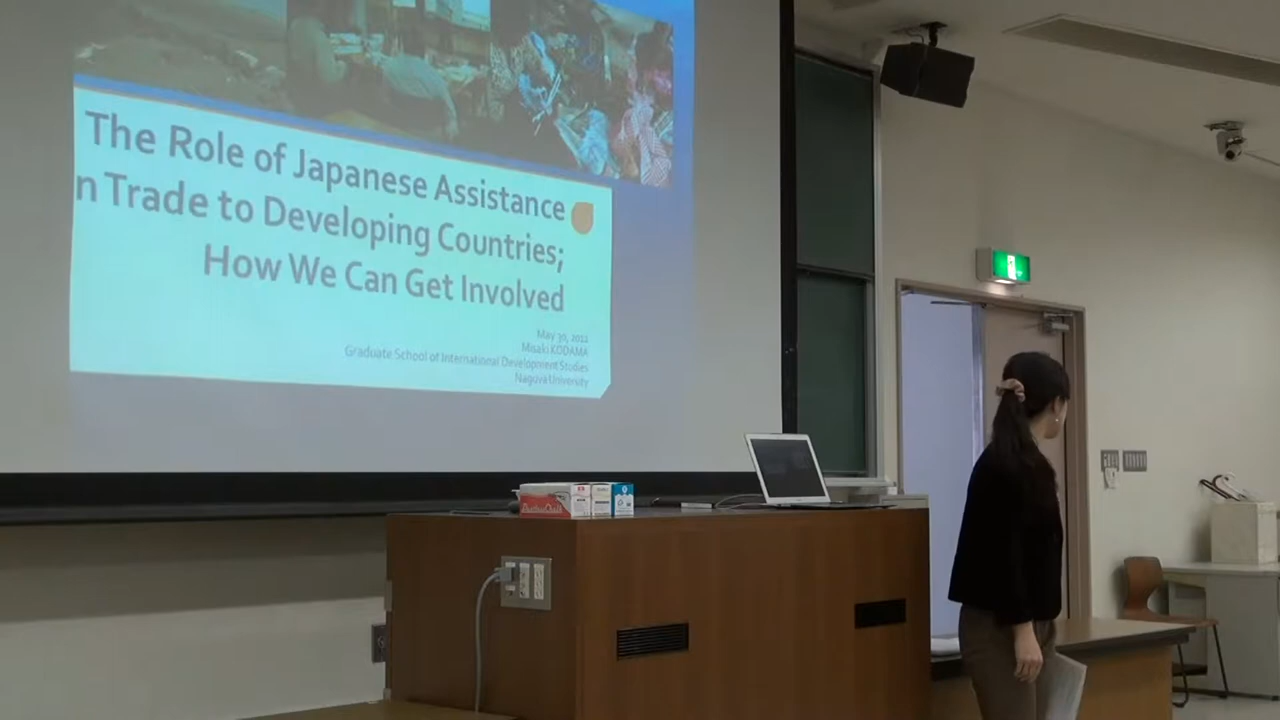 The Role of Japanese Assistance
n Trade to Developing Countries;
How We Can Get Involved
May 30, 2011
Misaki KODAMA
Graduate School of International Development Studies
Nagoya University